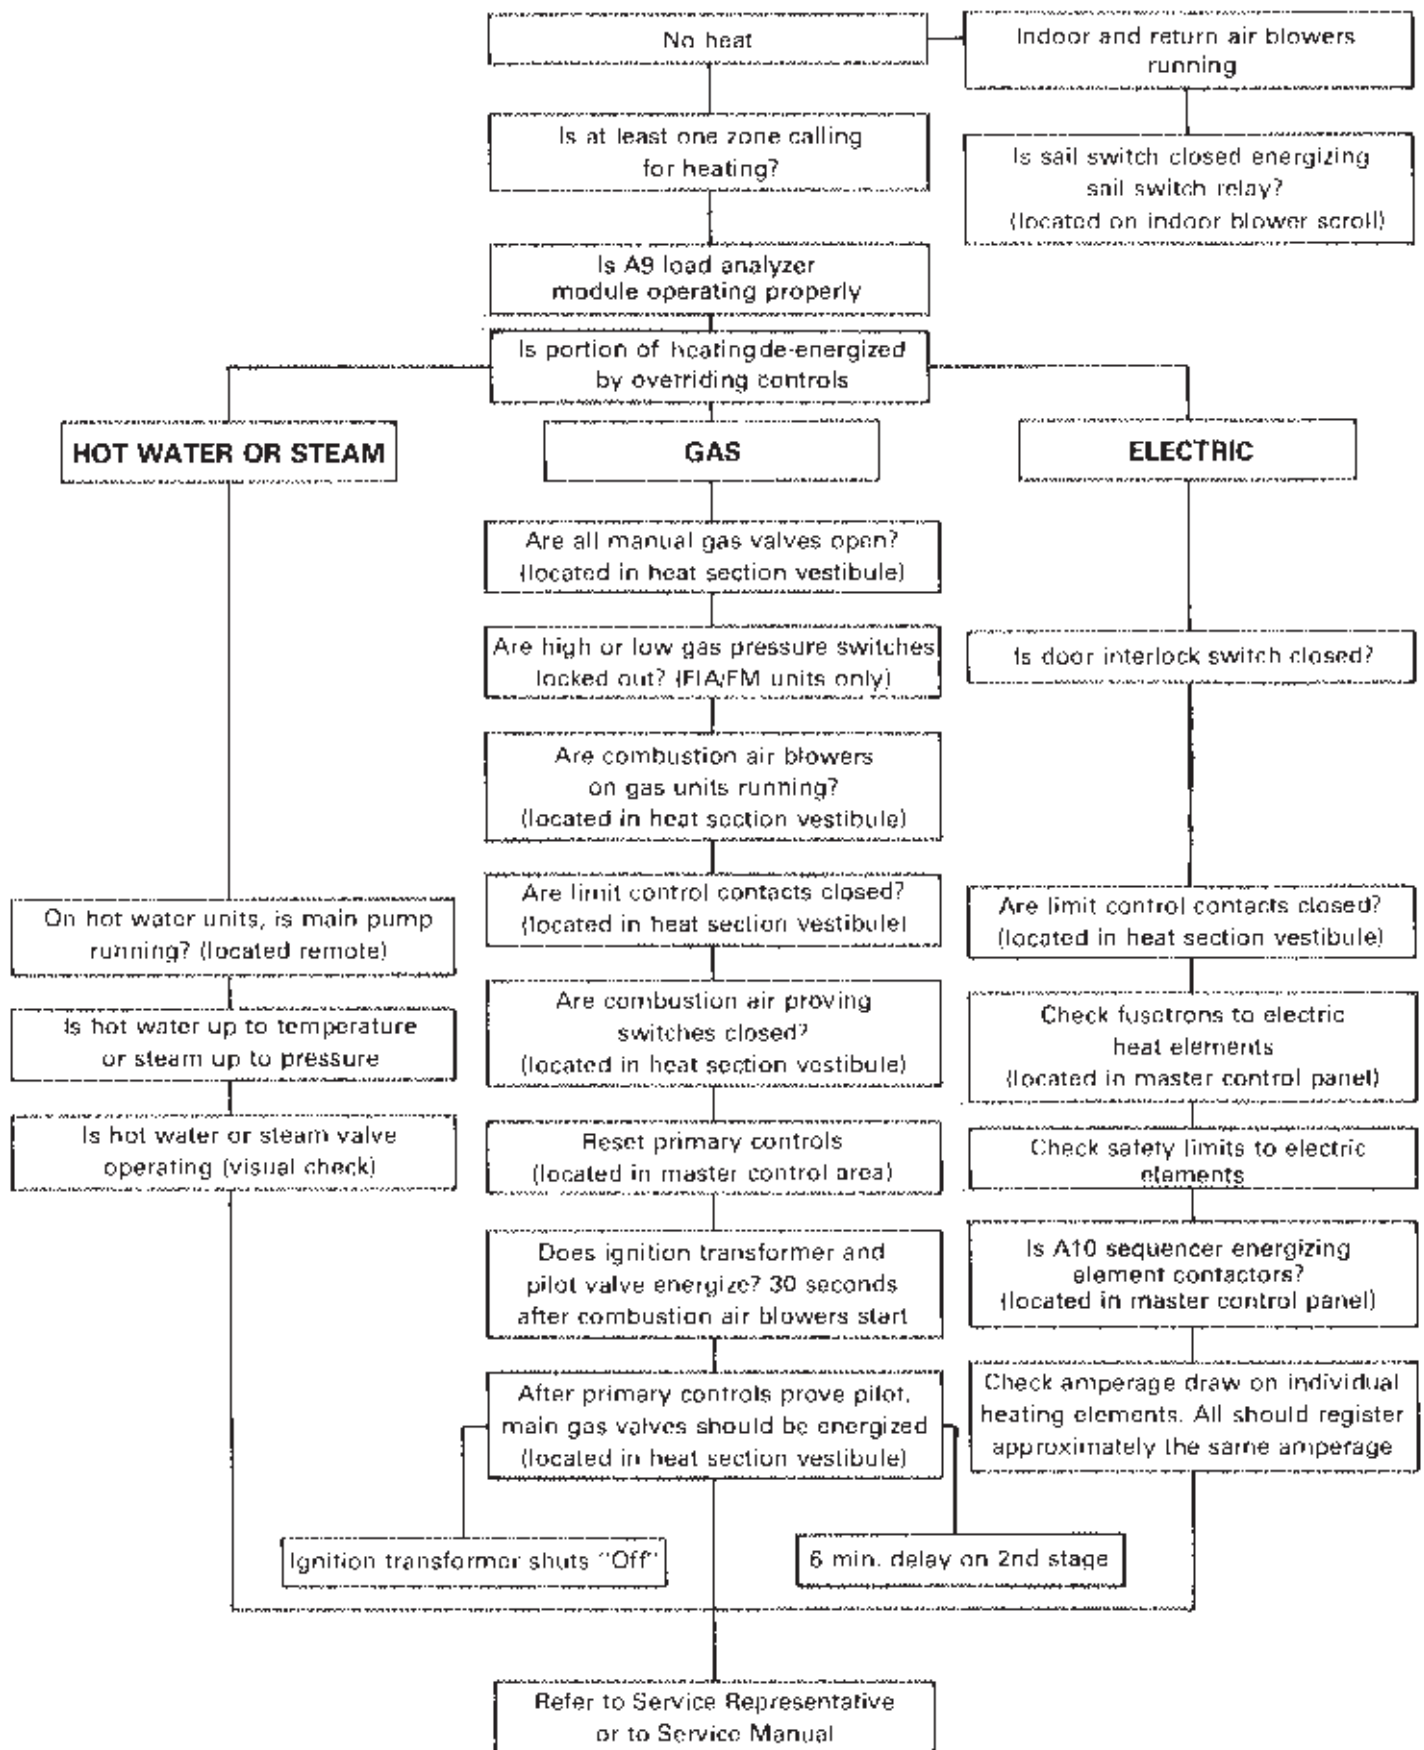 No heat
Indoor and return air blowers
running
Is at least one zone calling
for heating?
Is sail switch closed energizing
sail switch relay?
(located on indoor blower scroll)
Is A9 load analyzer
module operating properly
Is portion of heating de-energized
by overriding controls
HOT WATER OR STEAM
GAS
ELECTRIC
On hot water units, is main pump
running? (located remote)
Is hot water up to temperature
or steam up to pressure
Is hot water or steam valve
operating (visual check)
Are all manual gas valves open?
(located in heat section vestibule)
Are high or low gas pressure switches
locked out? (FIA/FM units only)
Are combustion air blowers
on gas units running?
(located in heat section vestibule)
Are limit control contacts closed?
(located in heat section vestibule)
Are combustion air proving
switches closed?
(located in heat section vestibule)
Reset primary controls
(located in master control area)
Does ignition transformer and
pilot valve energize? 30 seconds
after combustion air blowers start
After primary controls prove pilot,
main gas valves should be energized
(located in heat section vestibule)
Ignition transformer shuts "Off"
6 min. delay on 2nd stage
Is door interlock switch closed?
Are limit control contacts closed?
(located in heat section vestibule)
Check fusetrons to electric
heat elements
(located in master control panel)
Check safety limits to electric
elements
Is A10 sequencer energizing
element contactors?
(located in master control panel)
Check amperage draw on individual
heating elements. All should register
approximately the same amperage
Refer to Service Representative
or to Service Manual